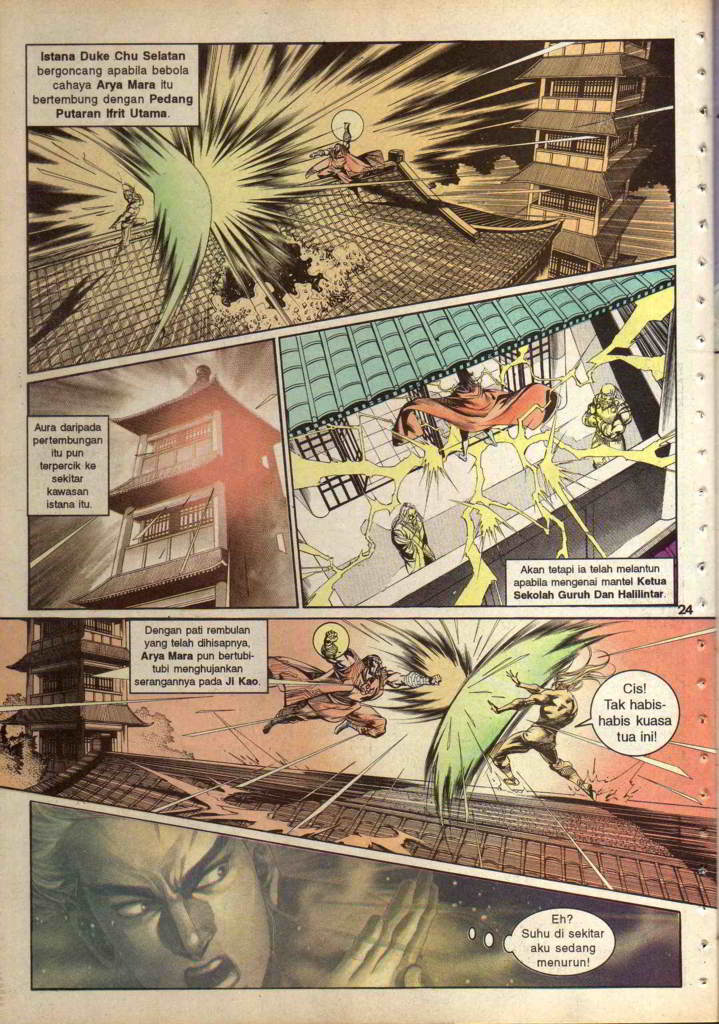 Istana Duke Chu Selatan
bergoncang apabila bebola
cahaya Arya Mara itu
bertembung dengan Pedang
Putaran Ifrit Utama.
Aura daripada
pertembungan
itu pun
terpercik ke
sekitar
kawasan
istana itu.
Akan tetapi ia telah melantun
apabila mengenai mantel Ketua
Sekolah Guruh Dan Halilintar.
24
Dengan pati rembulan
yang telah dihisapnya,
Arya Mara pun bertubi-
tubi menghujankan
serangannya pada Ji Kao.
Cis!
Tak habis-
habis kuasa
tua ini!
Eh?
Suhu di sekitar
aku sedang
menurun!